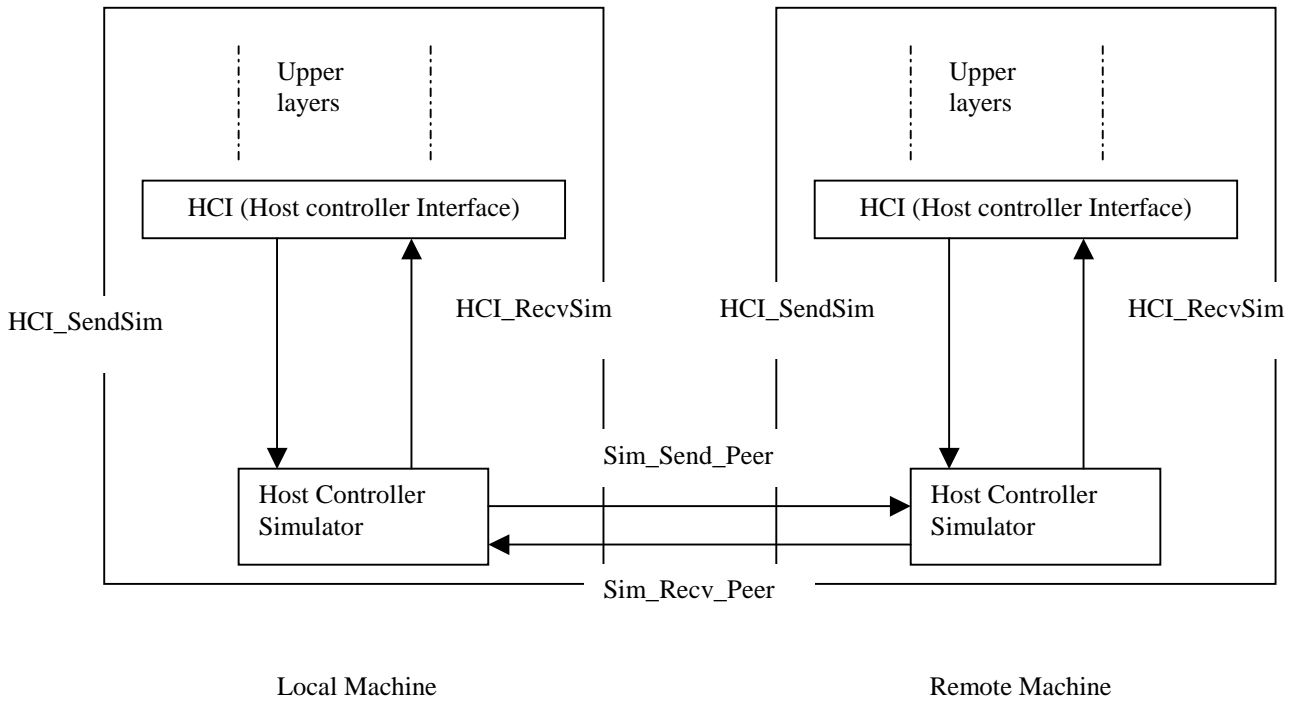 Upper
layers
Upper
layers
HCI (Host controller Interface)
HCI (Host controller Interface)
HCI_SendSim
HCI_RecvSim
HCI_SendSim
HCI_RecvSim
Sim_Send_Peer
Host Controller
Simulator
Host Controller
Simulator
Sim_Recv_Peer
Local Machine
Remote Machine